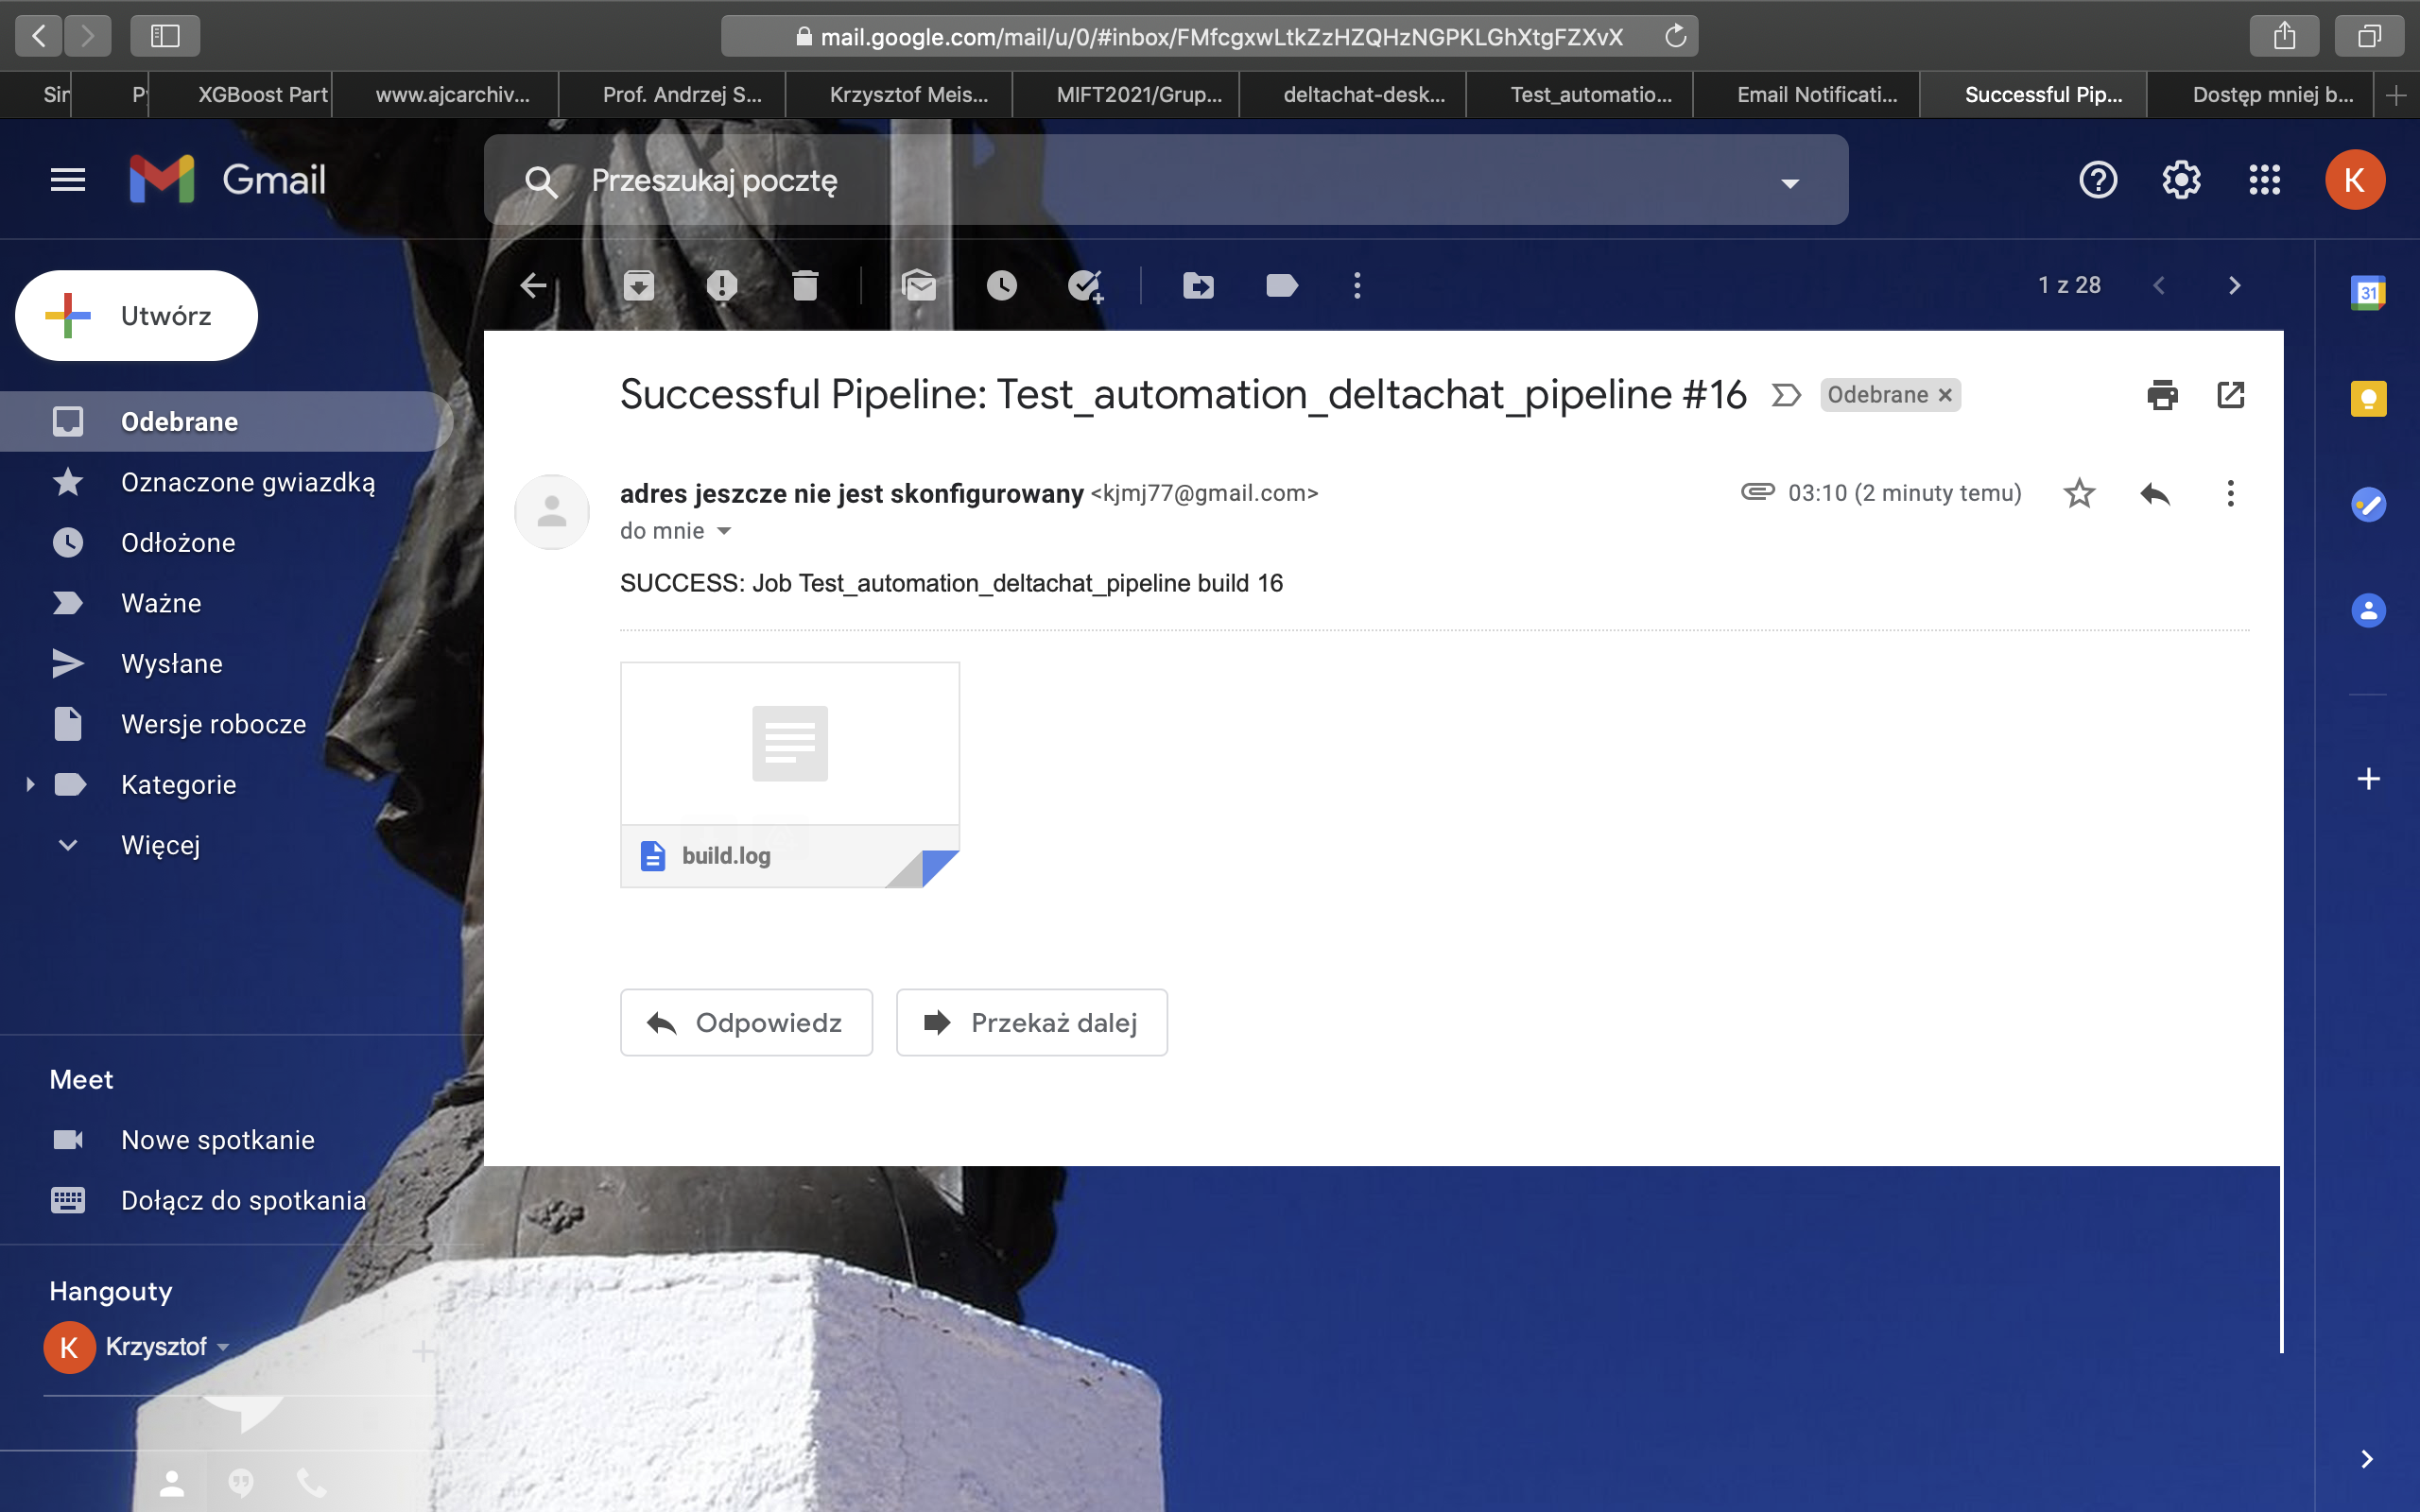 mail.google.com/mail/u/0/#inbox/FMfcgxwLtkZzHZQHzNGPKLGhXtgFZXvX
Sin
XGBoost Part
www.ajcarchiv...
Prof. Andrzej S...
Krzysztof Meis...
MIFT2021/Grup...
deltachat-desk...
Test_automatio...
Email Notificati...
Successful Pip...
Dostęp mniej b...
Gmail
Przeszukaj pocztę
K
Utwórz
1 z 28
31
Odebrane
Oznaczone gwiazdką
Odłożone
Ważne
Wysłane
Wersje robocze
Kategorie
Więcej
Successful Pipeline: Test_automation_deltachat_pipeline #16
Odebrane ×
adres jeszcze nie jest skonfigurowany <kjmj77@gmail.com>
03:10 (2 minuty temu)
do mnie
SUCCESS: Job Test_automation_deltachat_pipeline build 16
build.log
Odpowiedz
Przekaż dalej
Meet
Nowe spotkanie
Dołącz do spotkania
Hangouty
K Krzysztof